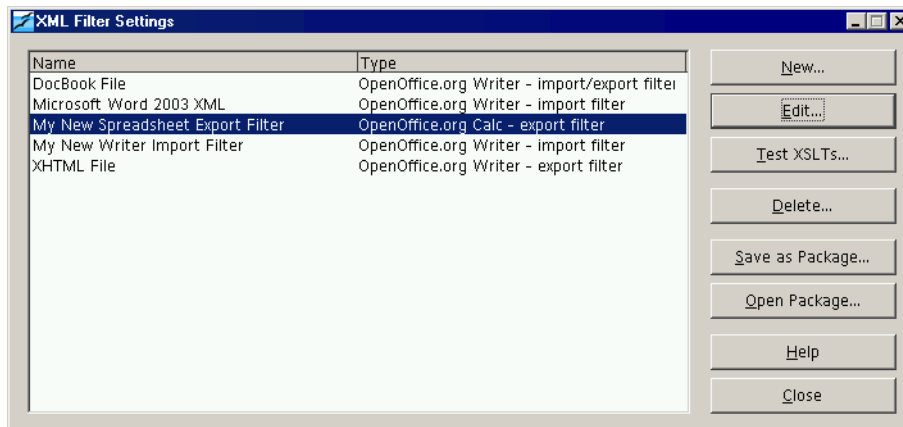 XML Filter Settings
Name Type
DocBook File OpenOffice.org Writer - import/export filter
Microsoft Word 2003 XML OpenOffice.org Writer - import filter
My New Spreadsheet Export Filter OpenOffice.org Calc - export filter
My New Writer Import Filter OpenOffice.org Writer - import filter
XHTML File OpenOffice.org Writer - export filter
New...
Edit...
Test XSLTs...
Delete...
Save as Package...
Open Package...
Help
Close